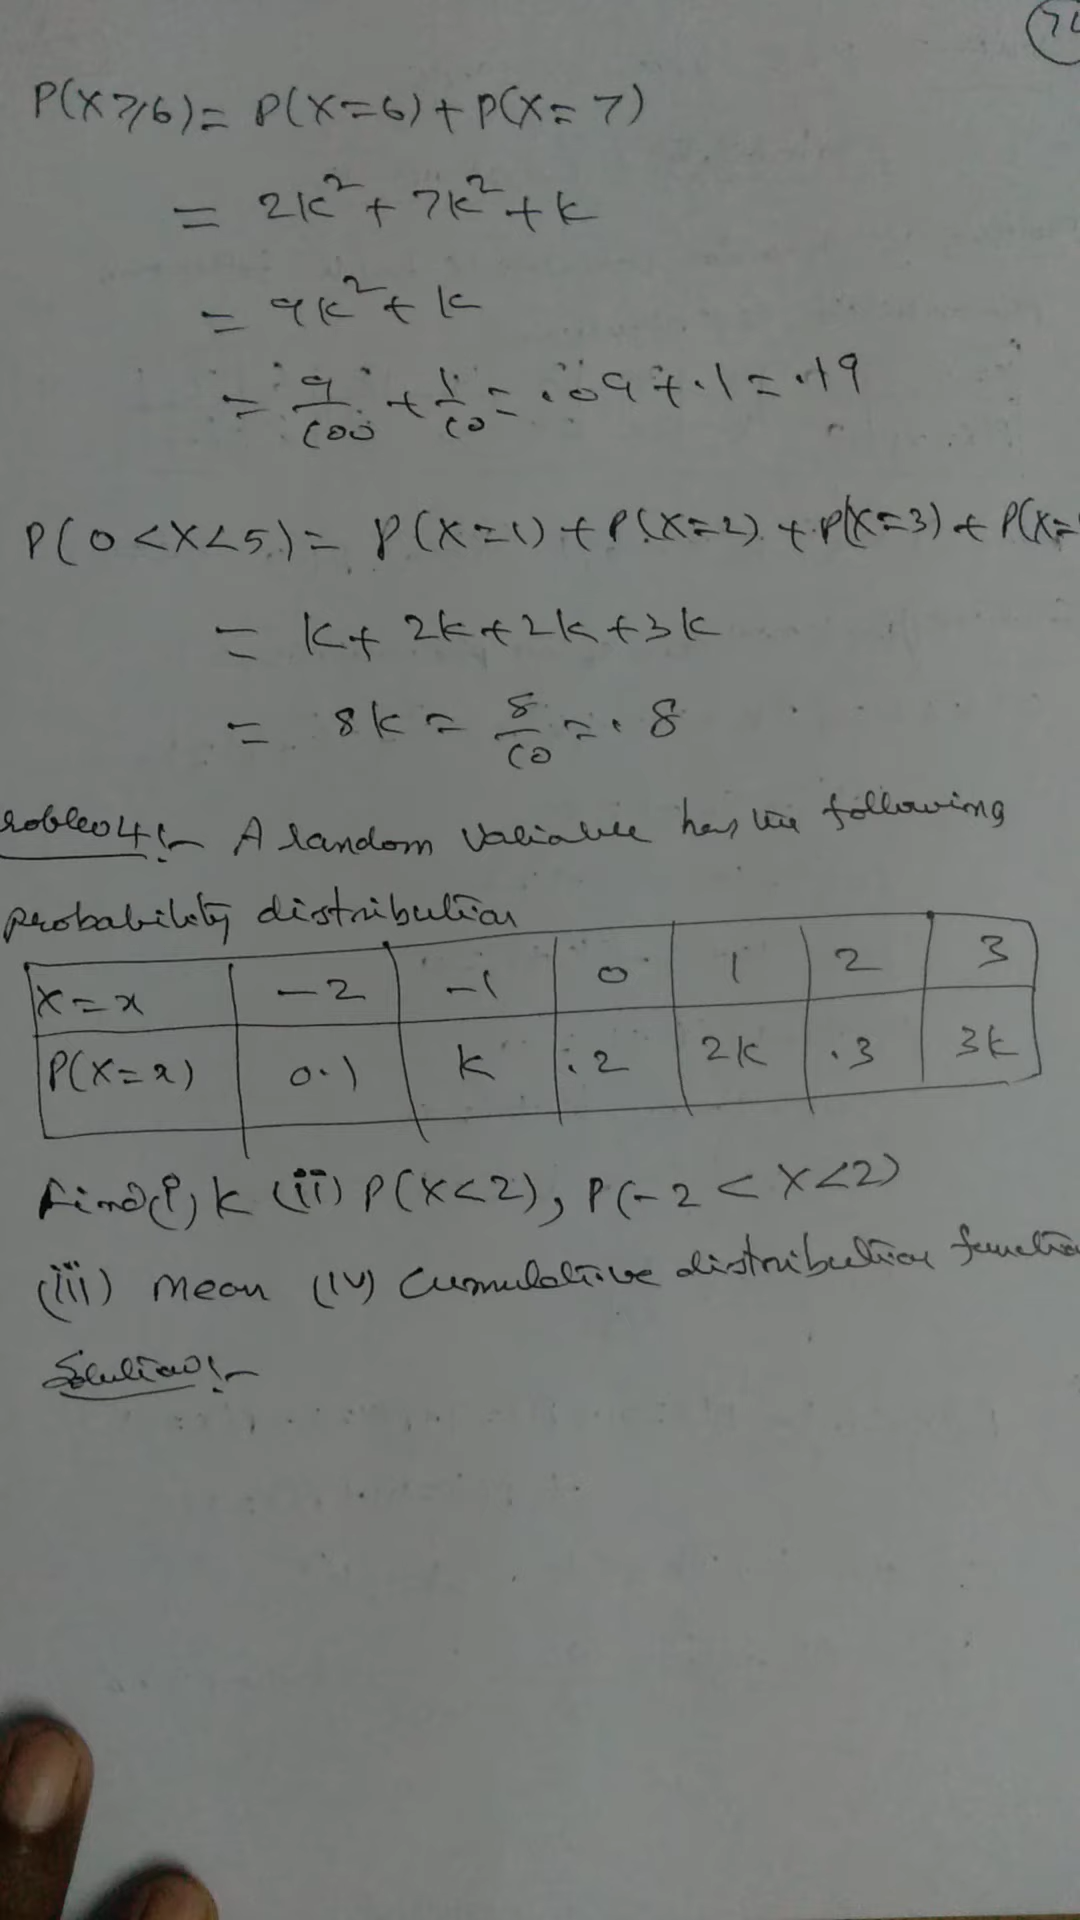 P(X≥6) = P(X=6) + P(X=7)
= 2k² + 7k² + k
= 9k² + k
= 9/100 + 1/10 = .09 + .1 = .19
P(0<X<5) = P(X=1) + P(X=2) + P(X=3) + P(X=
= k + 2k + 2k + 3k
= 8k = 8/10 = .8
4:- A random variable has the following
probability distribution
X=x -2 -1 0 1 2 3
P(X=x) 0.1 k .2 2k .3 3k
Find (i) k (ii) P(X<2), P(-2<X<2)
(iii) Mean (iv) Cumulative distribution functio
Solution:-